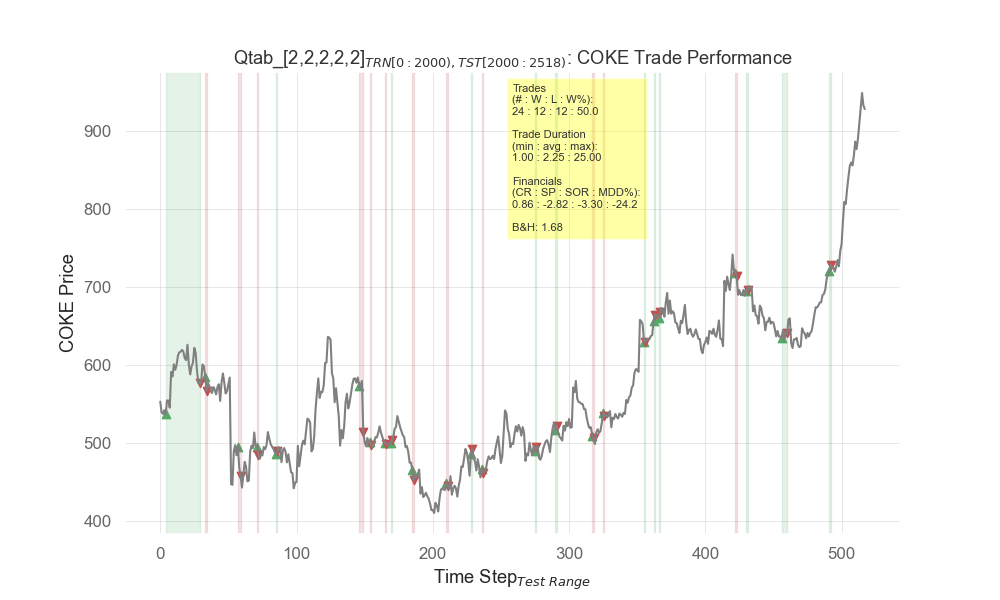 Qtab_[2,2,2,2,2]TRN[0 : 2000), TST[2000 : 2518): COKE Trade Performance
Trades
(# : W : L : W%):
24 : 12 : 12 : 50.0
Trade Duration
(min : avg : max):
1.00 : 2.25 : 25.00
Financials
(CR : SP : SOR : MDD%):
0.86 : -2.82 : -3.30 : -24.2
B&H: 1.68
900
800
700
600
500
400
COKE Price
0 100 200 300 400 500
Time StepTest Range